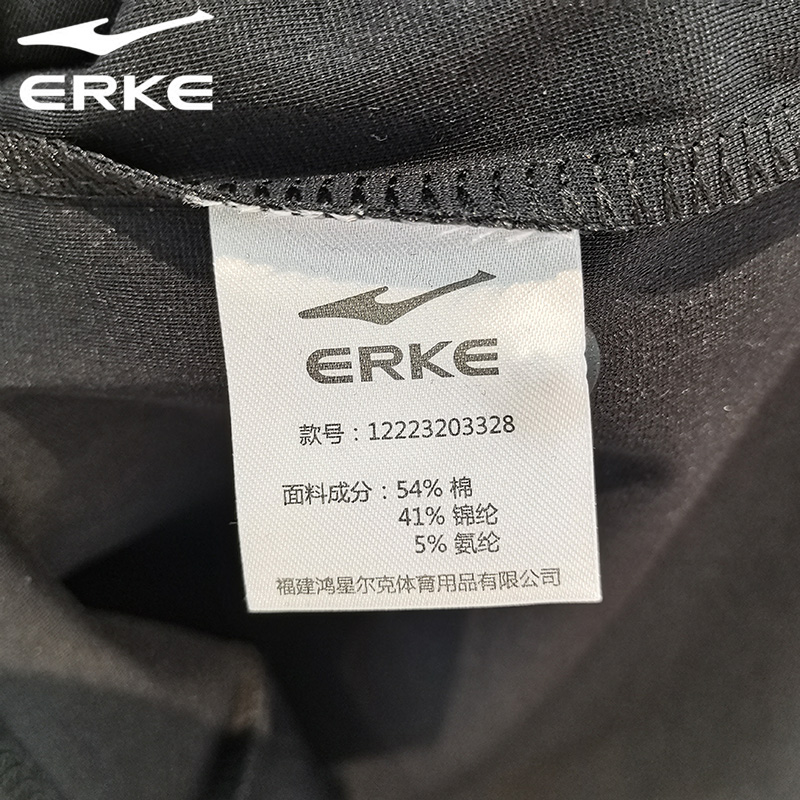 ERKE
ERKE
款号：12223203328
面料成分：54% 棉
41% 锦纶
5% 氨纶
福建鸿星尔克体育用品有限公司